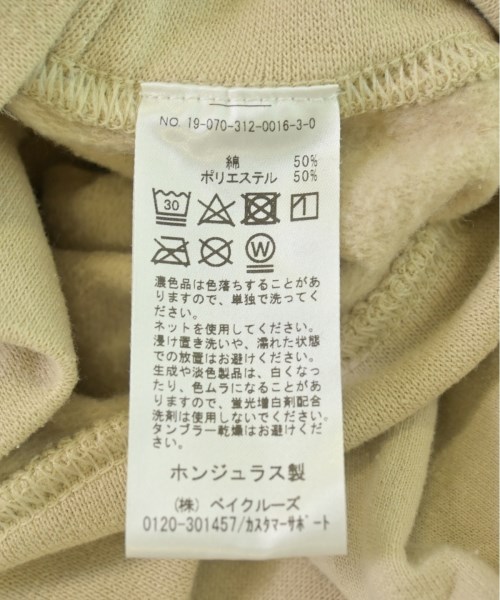 NO. 19-070-312-0016-3-0
綿 50%
ポリエステル 50%
30
W
濃色品は色落ちすることがあ
りますので、単独で洗ってく
ださい。
ネットを使用してください。
浸け置き洗いや、濡れた状態
での放置はお避けください。
生成や淡色製品は、白くなっ
たり、色ムラになることがあ
りますので、蛍光増白剤配合
洗剤は使用しないでください。
タンブラー乾燥はお避けくだ
さい。
ホンジュラス製
(株) ベイクルーズ
0120-301457/カスタマーサポート